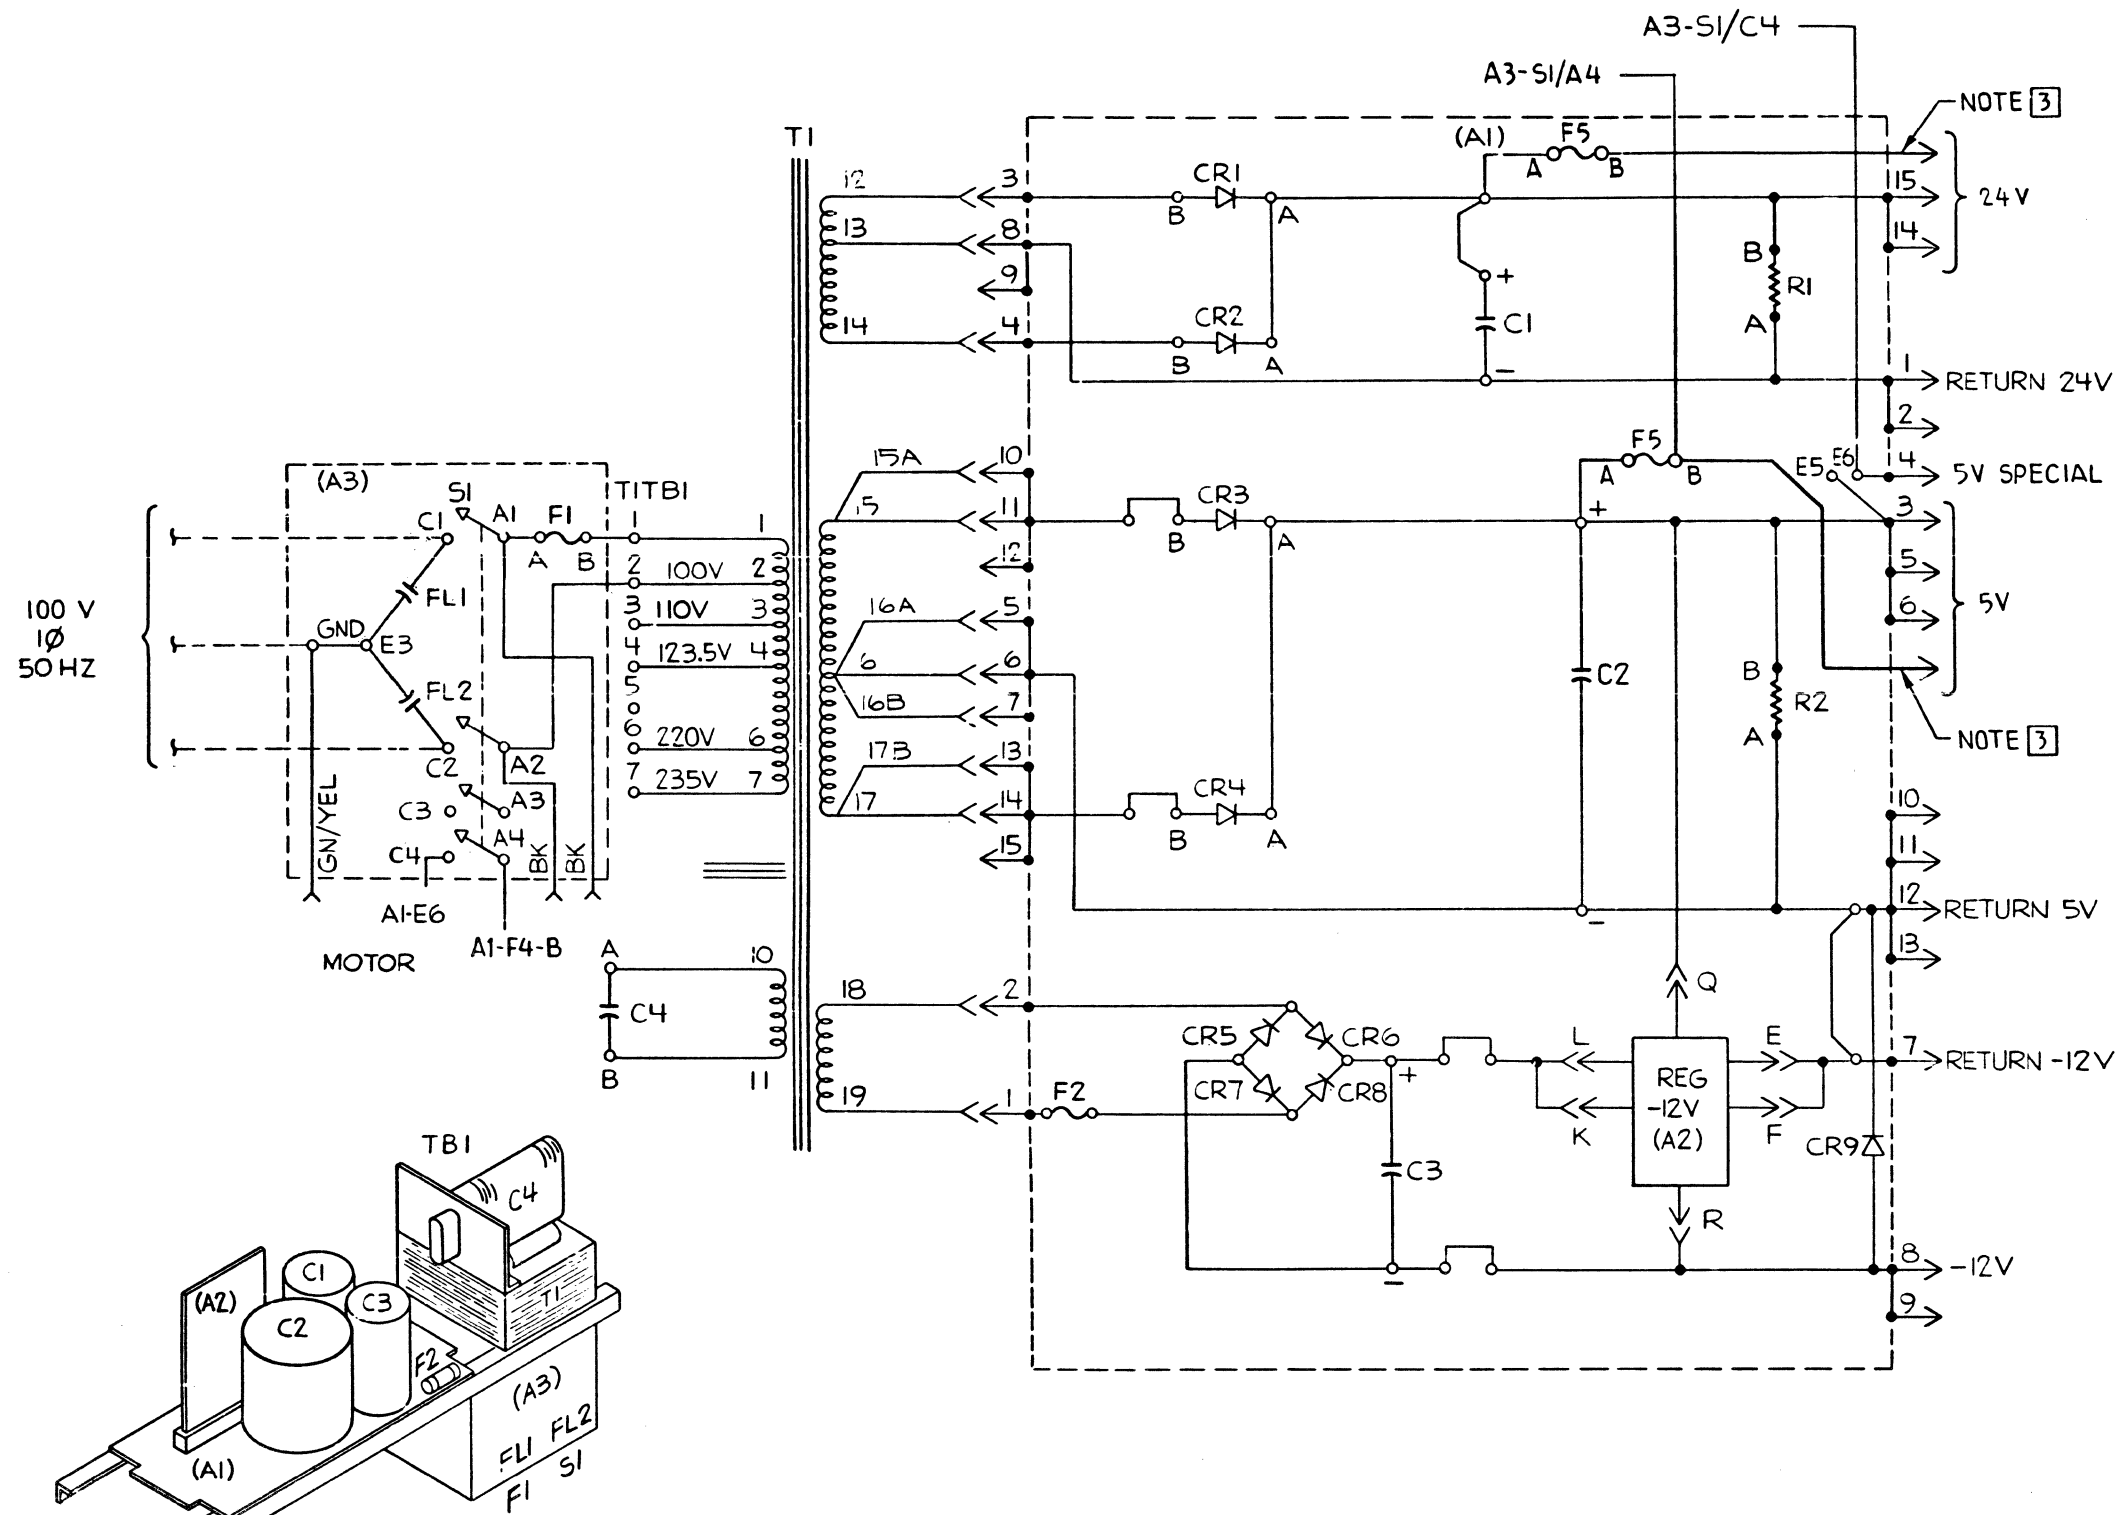 A3-S1/C4
A3-S1/A4
NOTE 3
T1
(A1) F5
A B
12 3 B CR1 A 15 24V
13 8 14
9 + B R1
14 4 B CR2 A C1 A
- 1 RETURN 24V
2
15A 10 F5 A B E5 E6 4 5V SPECIAL
15 11 B CR3 A + 3
12 5
16A 5 6 5V
6 6 C2 B R2
16B 7 A NOTE 3
17B 13
17 14 B CR4 A 10
15 11
- 12 RETURN 5V
13
(A3)
S1 T1TB1
C1 A1 F1 1 1
A B
2 100V 2
FL1 3 110V 3
100 V
1Ø
50 HZ
GND E3 4 123.5V 4
FL2 5
6 220V 6
C2 A2 7 235V 7
C3 A3
A4
C4
GN/YEL BK BK
A1-E6
A1-F4-B
MOTOR
A 10
C4
B 11
18 2 Q
CR5 CR6 L E 7 RETURN -12V
+
CR7 CR8 REG
-12V
(A2)
K F CR9
19 1 F2
C3 R
- 8 -12V
9
TB1
C4
T1
C1
C3
(A2)
C2
F2
(A3)
FL1 FL2
(A1)
F1 S1